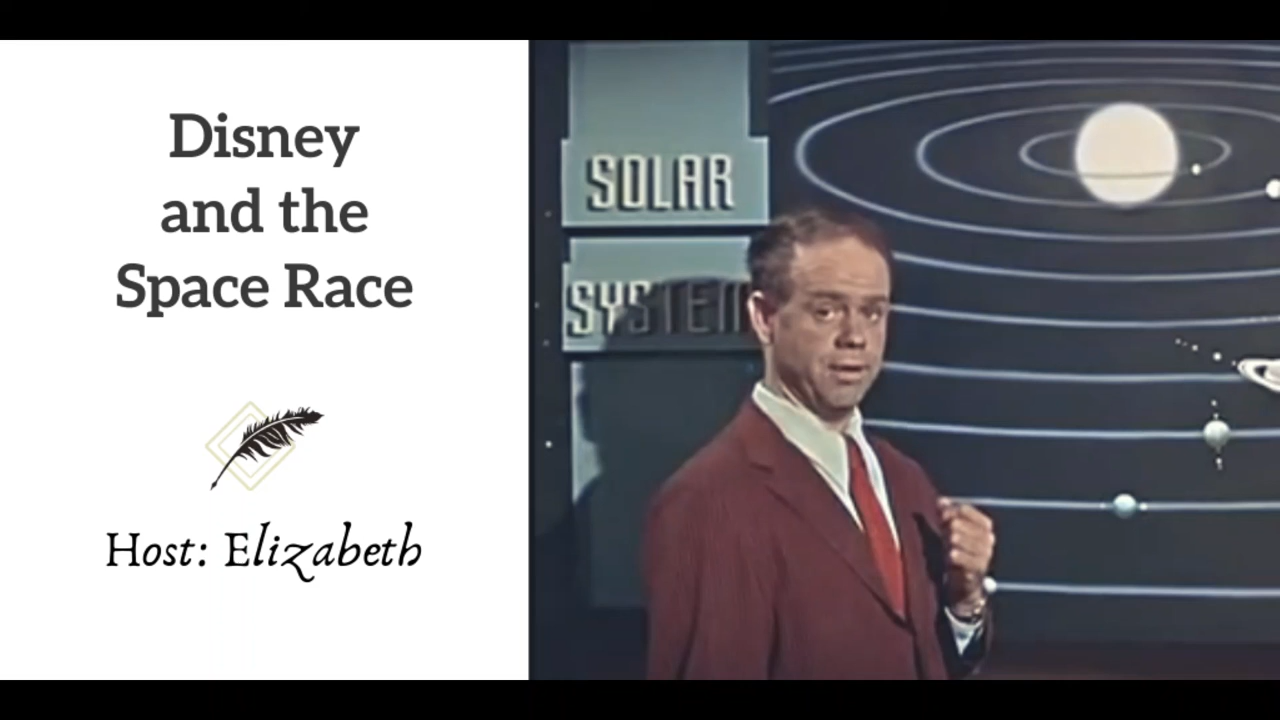 Disney
and the
Space Race
Host: Elizabeth
SOLAR
SYSTEM